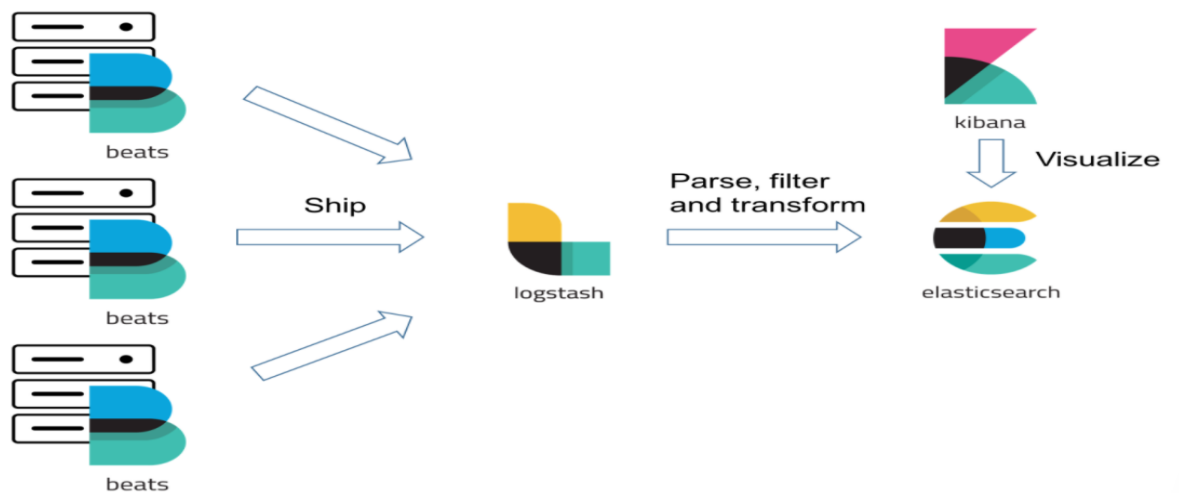 beats
beats
beats
Ship
logstash
Parse, filter
and transform
kibana
Visualize
elasticsearch